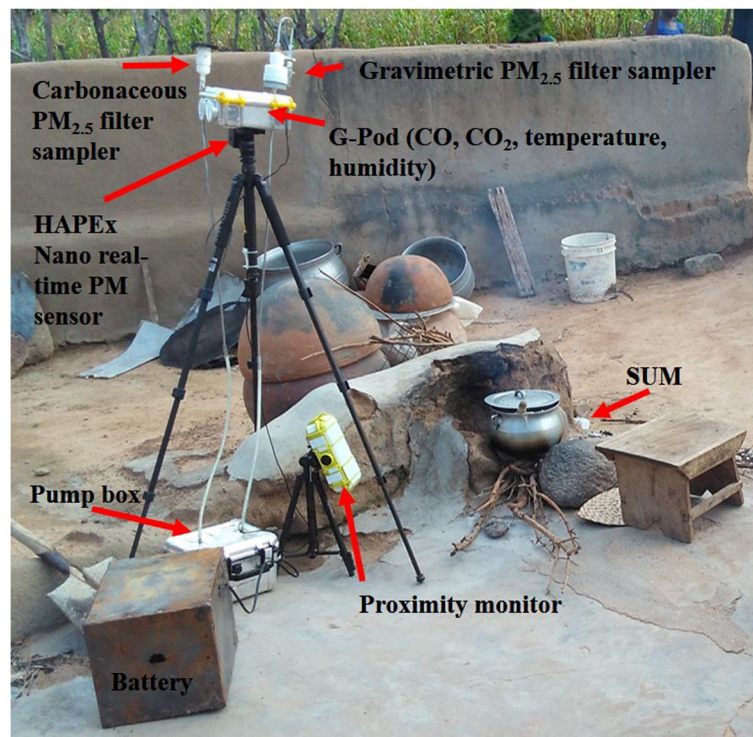 Carbonaceous
PM2.5 filter
sampler
Gravimetric PM2.5 filter sampler
G-Pod (CO, CO2, temperature,
humidity)
HAPEx
Nano real-
time PM
sensor
SUM
Pump box
Proximity monitor
Battery